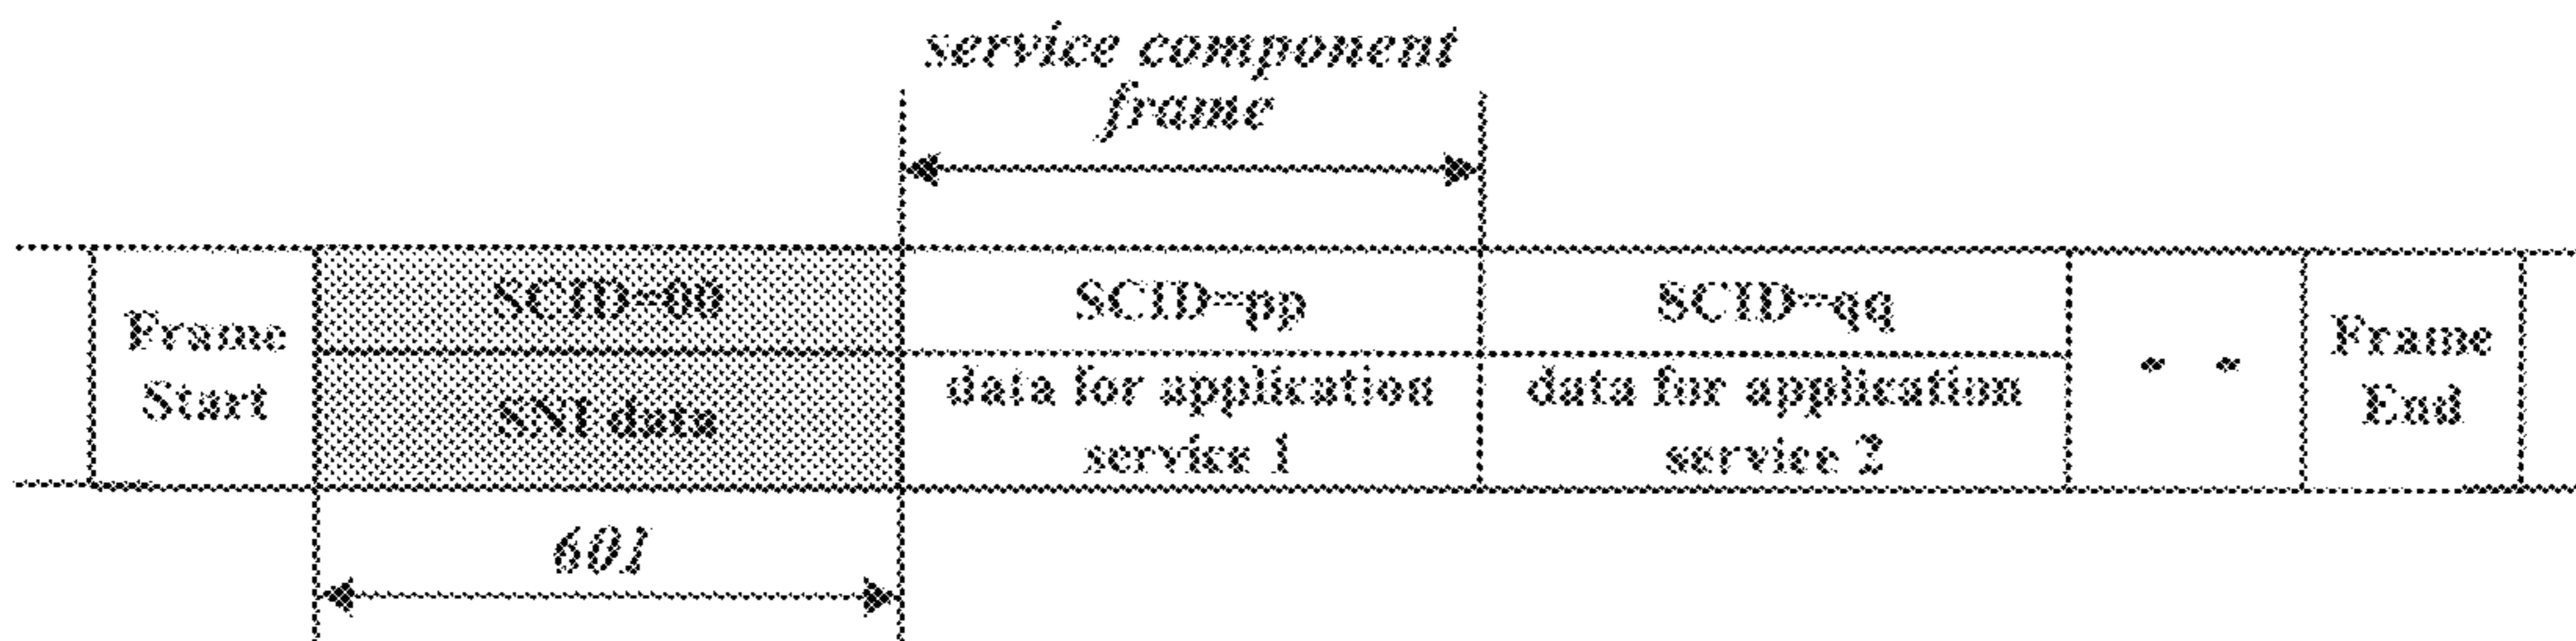 service component
frame
Frame
Start
SCID=00
SNI data
SCID=pp
data for application
service 1
SCID=qq
data for application
service 2
- -
Frame
End
601